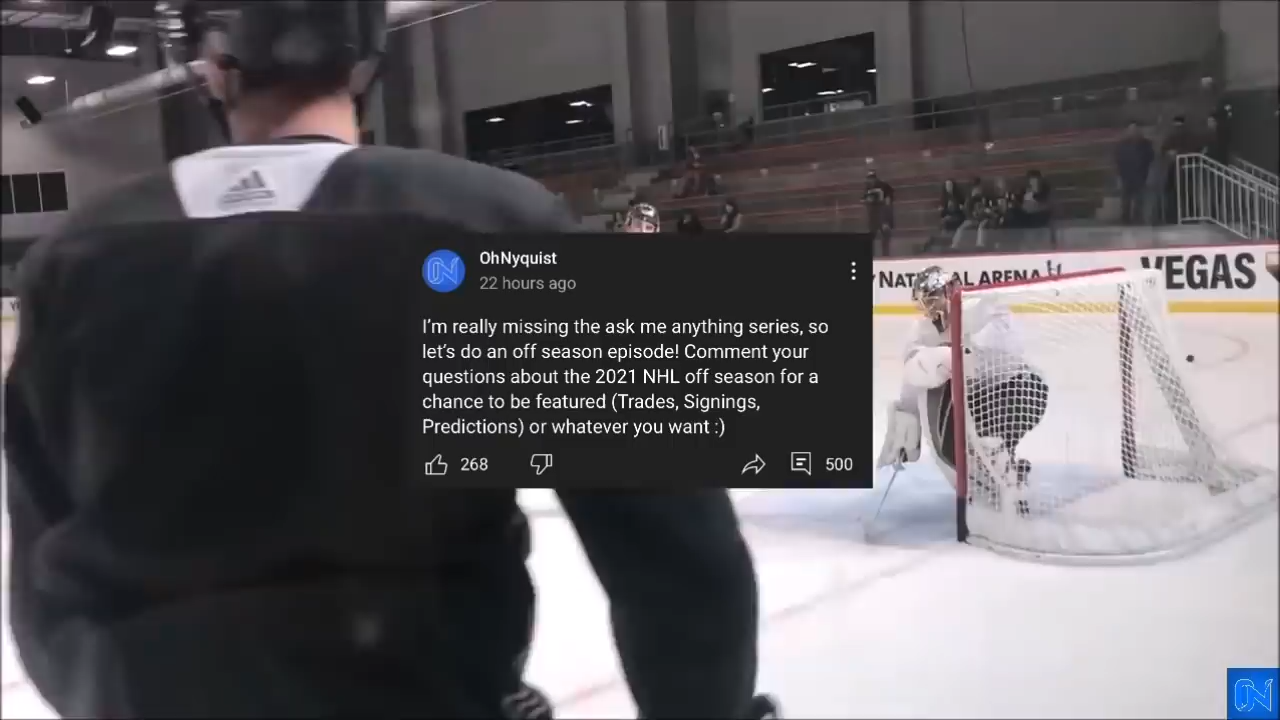 OhNyquist
22 hours ago
I'm really missing the ask me anything series, so
let's do an off season episode! Comment your
questions about the 2021 NHL off season for a
chance to be featured (Trades, Signings,
Predictions) or whatever you want :)
268
500
ARENA
VEGAS
ON